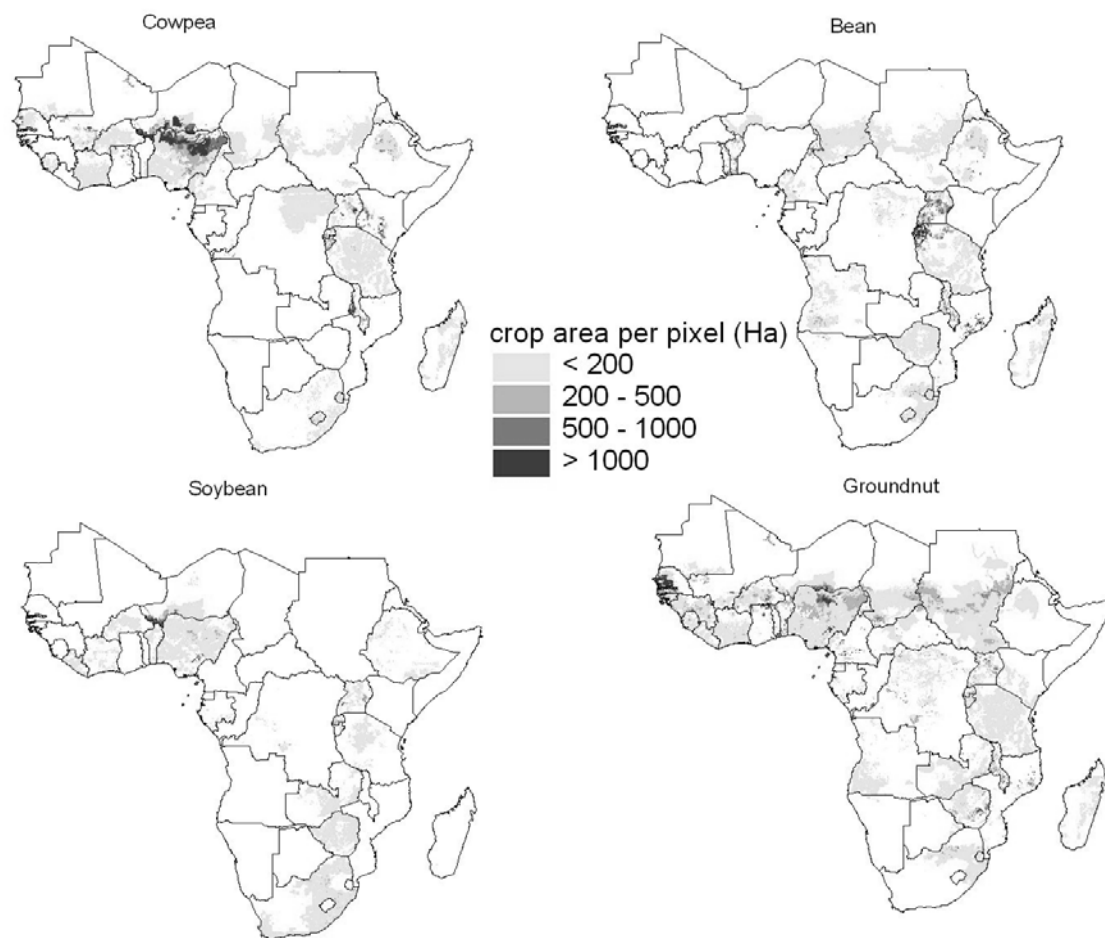 Cowpea
Bean
crop area per pixel (Ha)
< 200
200 - 500
500 - 1000
> 1000
Soybean
Groundnut